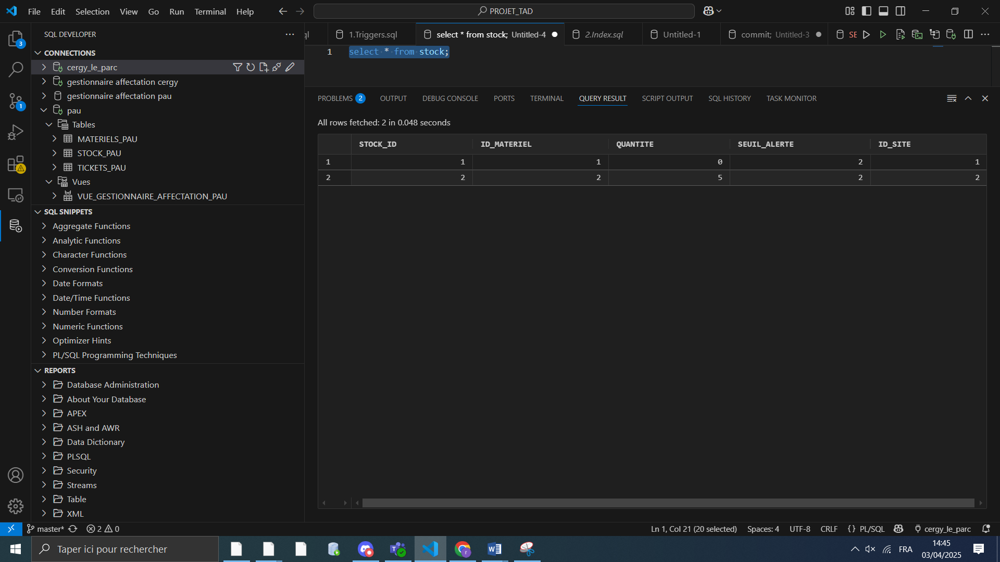 File Edit Selection View Go Run Terminal Help
PROJET_TAD
SQL DEVELOPER
ql
1.Triggers.sql
select * from stock; Untitled-4
2.Index.sql
Untitled-1
commit; Untitled-3
SE
CONNECTIONS
cergy_le_parc
gestionnaire affectation cergy
gestionnaire affectation pau
pau
Tables
MATERIELS_PAU
STOCK_PAU
TICKETS_PAU
Vues
VUE_GESTIONNAIRE_AFFECTATION_PAU
SQL SNIPPETS
Aggregate Functions
Analytic Functions
Character Functions
Conversion Functions
Date Formats
Date/Time Functions
Number Formats
Numeric Functions
Optimizer Hints
PL/SQL Programming Techniques
REPORTS
Database Administration
About Your Database
APEX
ASH and AWR
Data Dictionary
PLSQL
Security
Streams
Table
XML
3
1
1 select * from stock;
PROBLEMS 2 OUTPUT DEBUG CONSOLE PORTS TERMINAL QUERY RESULT SCRIPT OUTPUT SQL HISTORY TASK MONITOR
All rows fetched: 2 in 0.048 seconds
STOCK_ID ID_MATERIEL QUANTITE SEUIL_ALERTE ID_SITE
1 1 1 0 2 1
2 2 2 5 2 2
master* 2 0
Ln 1, Col 21 (20 selected) Spaces: 4 UTF-8 CRLF {} PL/SQL cergy_le_parc
Taper ici pour rechercher
FRA
14:45
03/04/2025